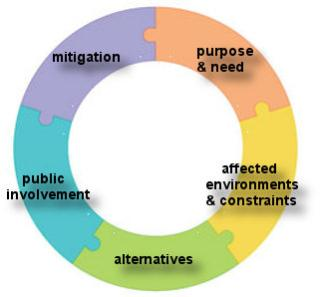 mitigation
purpose
& need
affected
environments
& constraints
alternatives
public
involvement